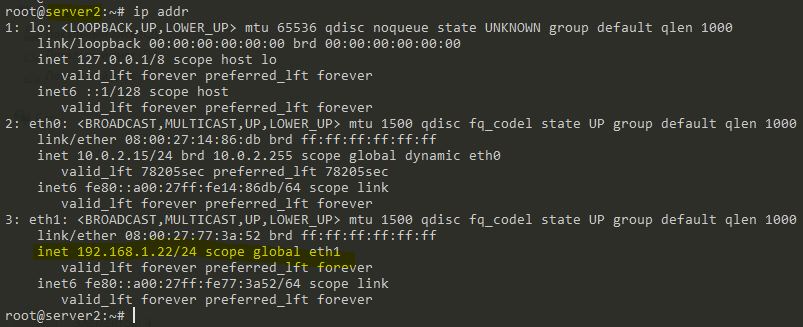 root@server2:~# ip addr
1: lo: <LOOPBACK,UP,LOWER_UP> mtu 65536 qdisc noqueue state UNKNOWN group default qlen 1000
    link/loopback 00:00:00:00:00:00 brd 00:00:00:00:00:00
    inet 127.0.0.1/8 scope host lo
       valid_lft forever preferred_lft forever
    inet6 ::1/128 scope host
       valid_lft forever preferred_lft forever
2: eth0: <BROADCAST,MULTICAST,UP,LOWER_UP> mtu 1500 qdisc fq_codel state UP group default qlen 1000
    link/ether 08:00:27:14:86:db brd ff:ff:ff:ff:ff:ff
    inet 10.0.2.15/24 brd 10.0.2.255 scope global dynamic eth0
       valid_lft 78205sec preferred_lft 78205sec
    inet6 fe80::a00:27ff:fe14:86db/64 scope link
       valid_lft forever preferred_lft forever
3: eth1: <BROADCAST,MULTICAST,UP,LOWER_UP> mtu 1500 qdisc fq_codel state UP group default qlen 1000
    link/ether 08:00:27:77:3a:52 brd ff:ff:ff:ff:ff:ff
    inet 192.168.1.22/24 scope global eth1
       valid_lft forever preferred_lft forever
    inet6 fe80::a00:27ff:fe77:3a52/64 scope link
       valid_lft forever preferred_lft forever
root@server2:~#